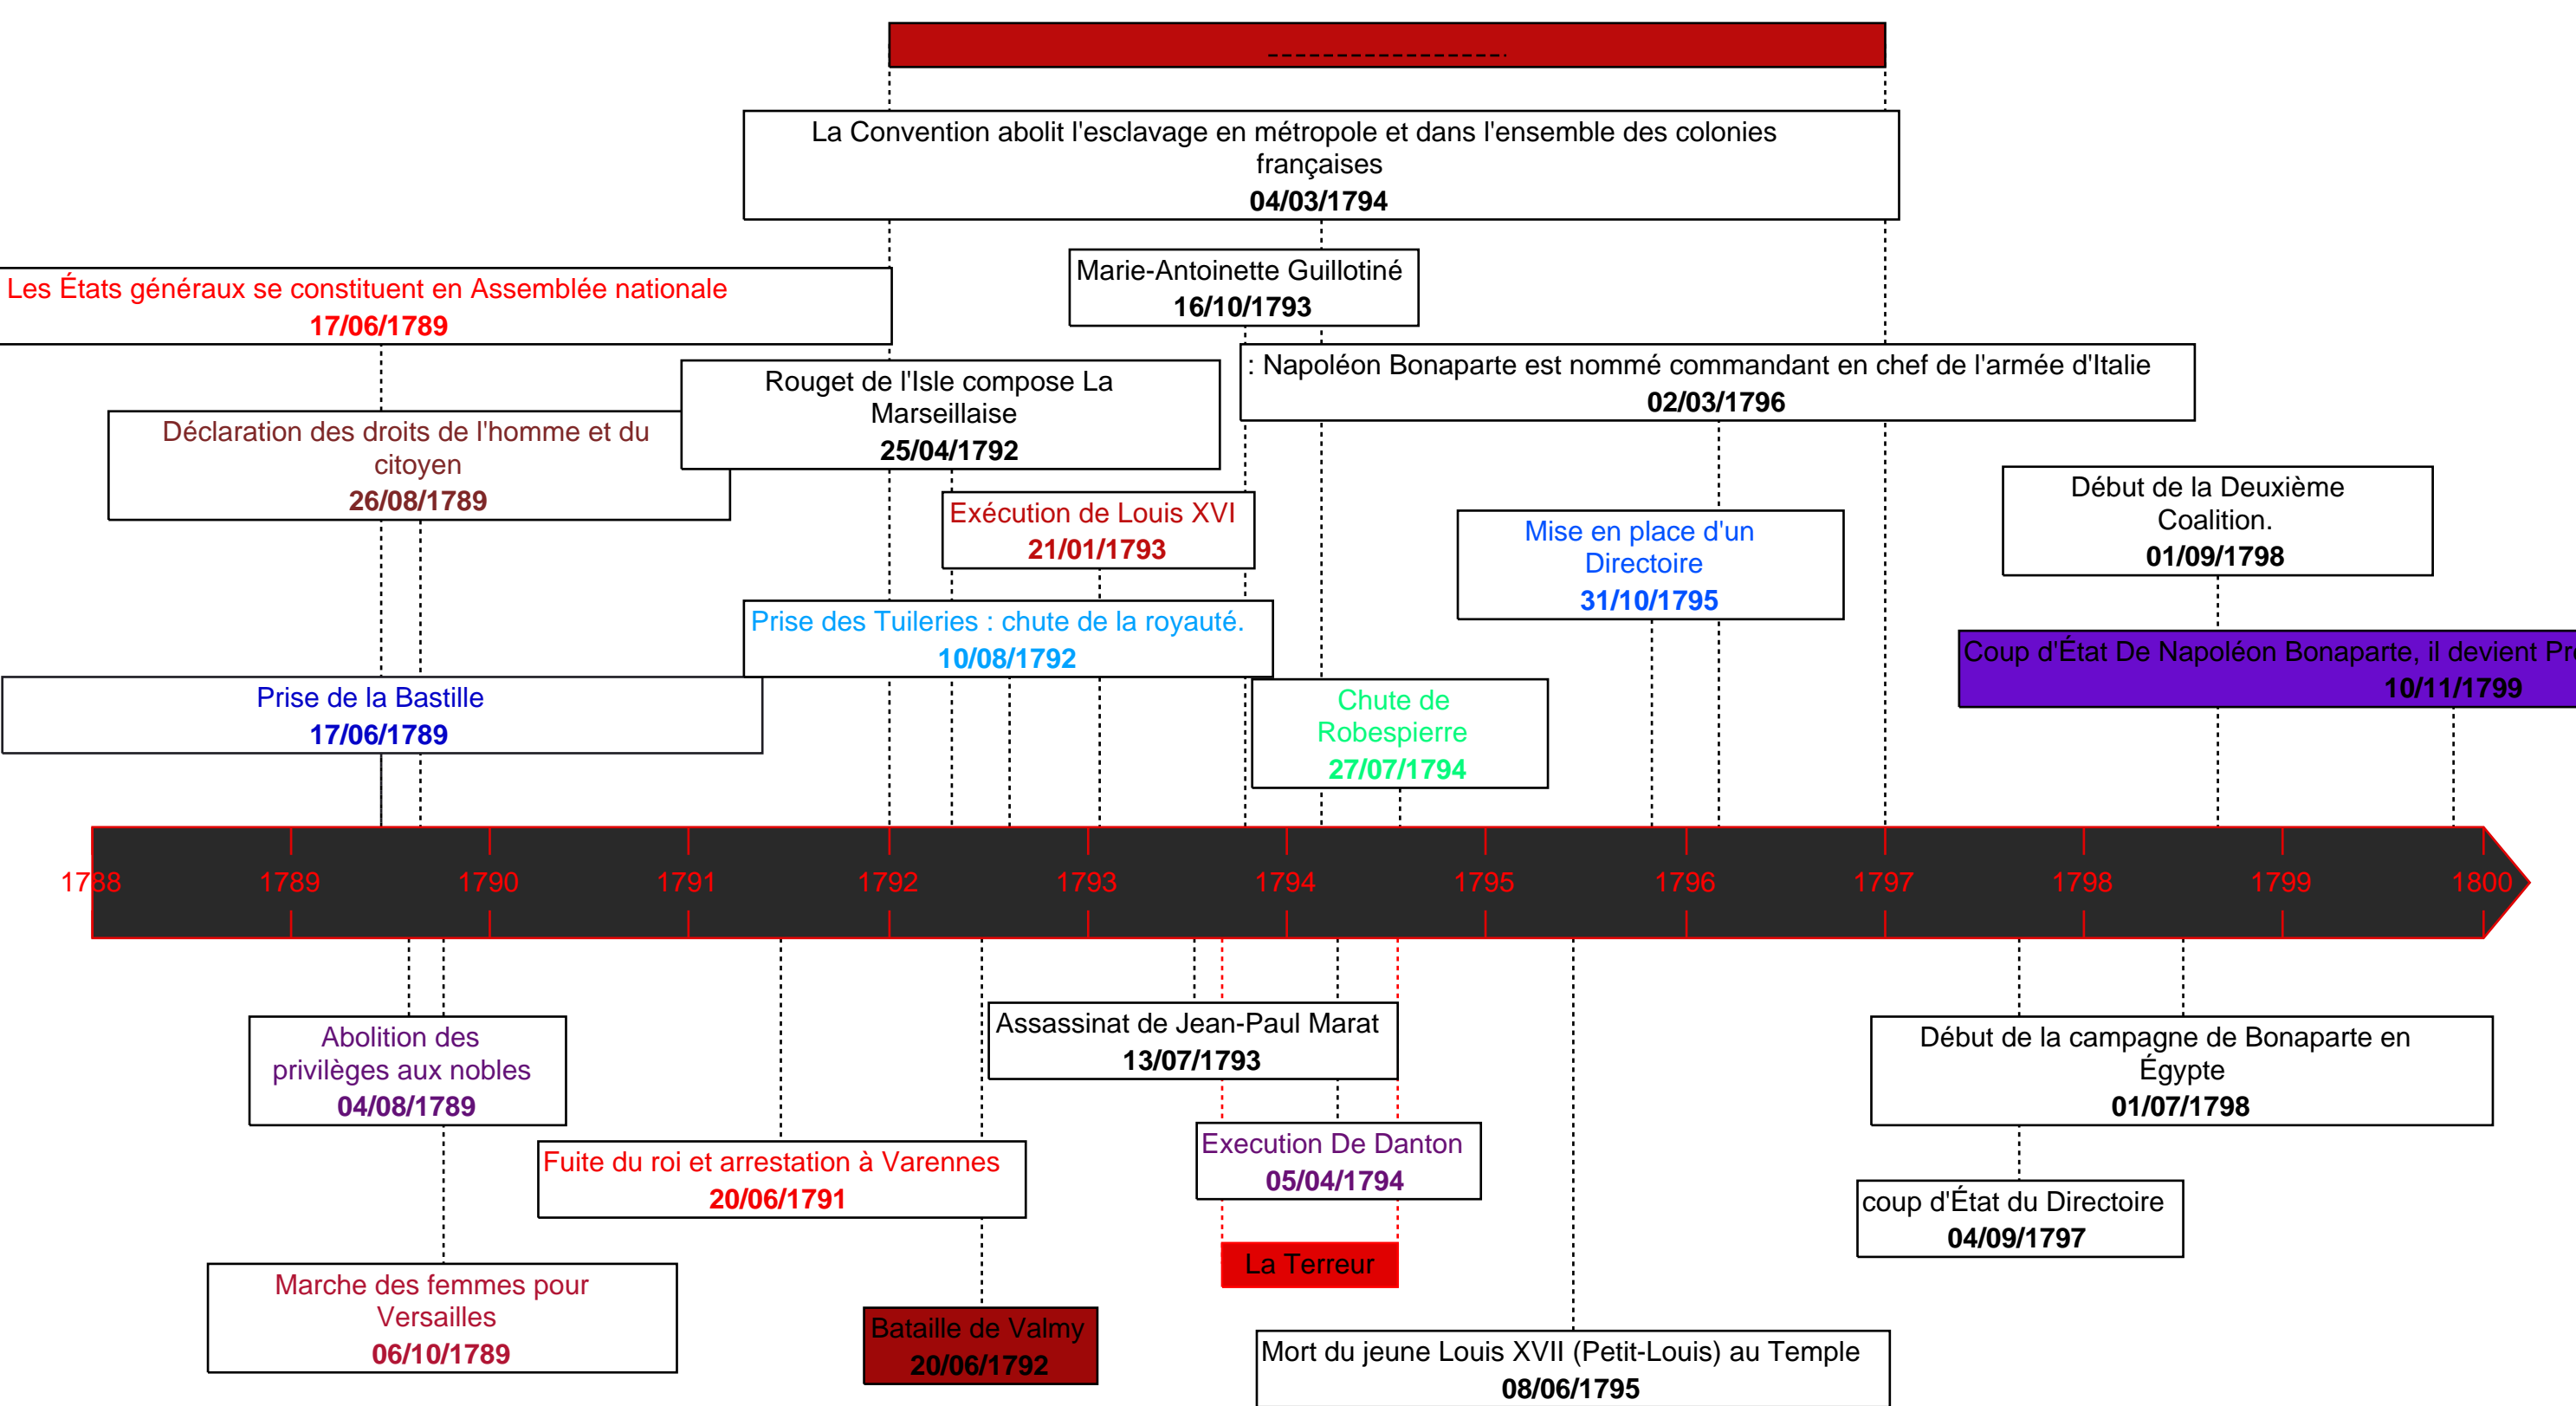 La Convention abolit l'esclavage en métropole et dans l'ensemble des colonies
françaises
04/03/1794
Les États généraux se constituent en Assemblée nationale
17/06/1789
Marie-Antoinette Guillotiné
16/10/1793
: Napoléon Bonaparte est nommé commandant en chef de l'armée d'Italie
02/03/1796
Rouget de l'Isle compose La
Marseillaise
25/04/1792
Déclaration des droits de l'homme et du
citoyen
26/08/1789
Début de la Deuxième
Coalition.
01/09/1798
Exécution de Louis XVI
21/01/1793
Mise en place d'un
Directoire
31/10/1795
Prise des Tuileries : chute de la royauté.
10/08/1792
Coup d'État De Napoléon Bonaparte, il devient
10/11/1799
Prise de la Bastille
17/06/1789
Chute de
Robespierre
27/07/1794
1788 1789 1790 1791 1792 1793 1794 1795 1796 1797 1798 1799 1800
Abolition des
privilèges aux nobles
04/08/1789
Assassinat de Jean-Paul Marat
13/07/1793
Début de la campagne de Bonaparte en
Égypte
01/07/1798
Fuite du roi et arrestation à Varennes
20/06/1791
Execution De Danton
05/04/1794
coup d'État du Directoire
04/09/1797
La Terreur
Marche des femmes pour
Versailles
06/10/1789
Bataille de Valmy
20/06/1792
Mort du jeune Louis XVII (Petit-Louis) au Temple
08/06/1795